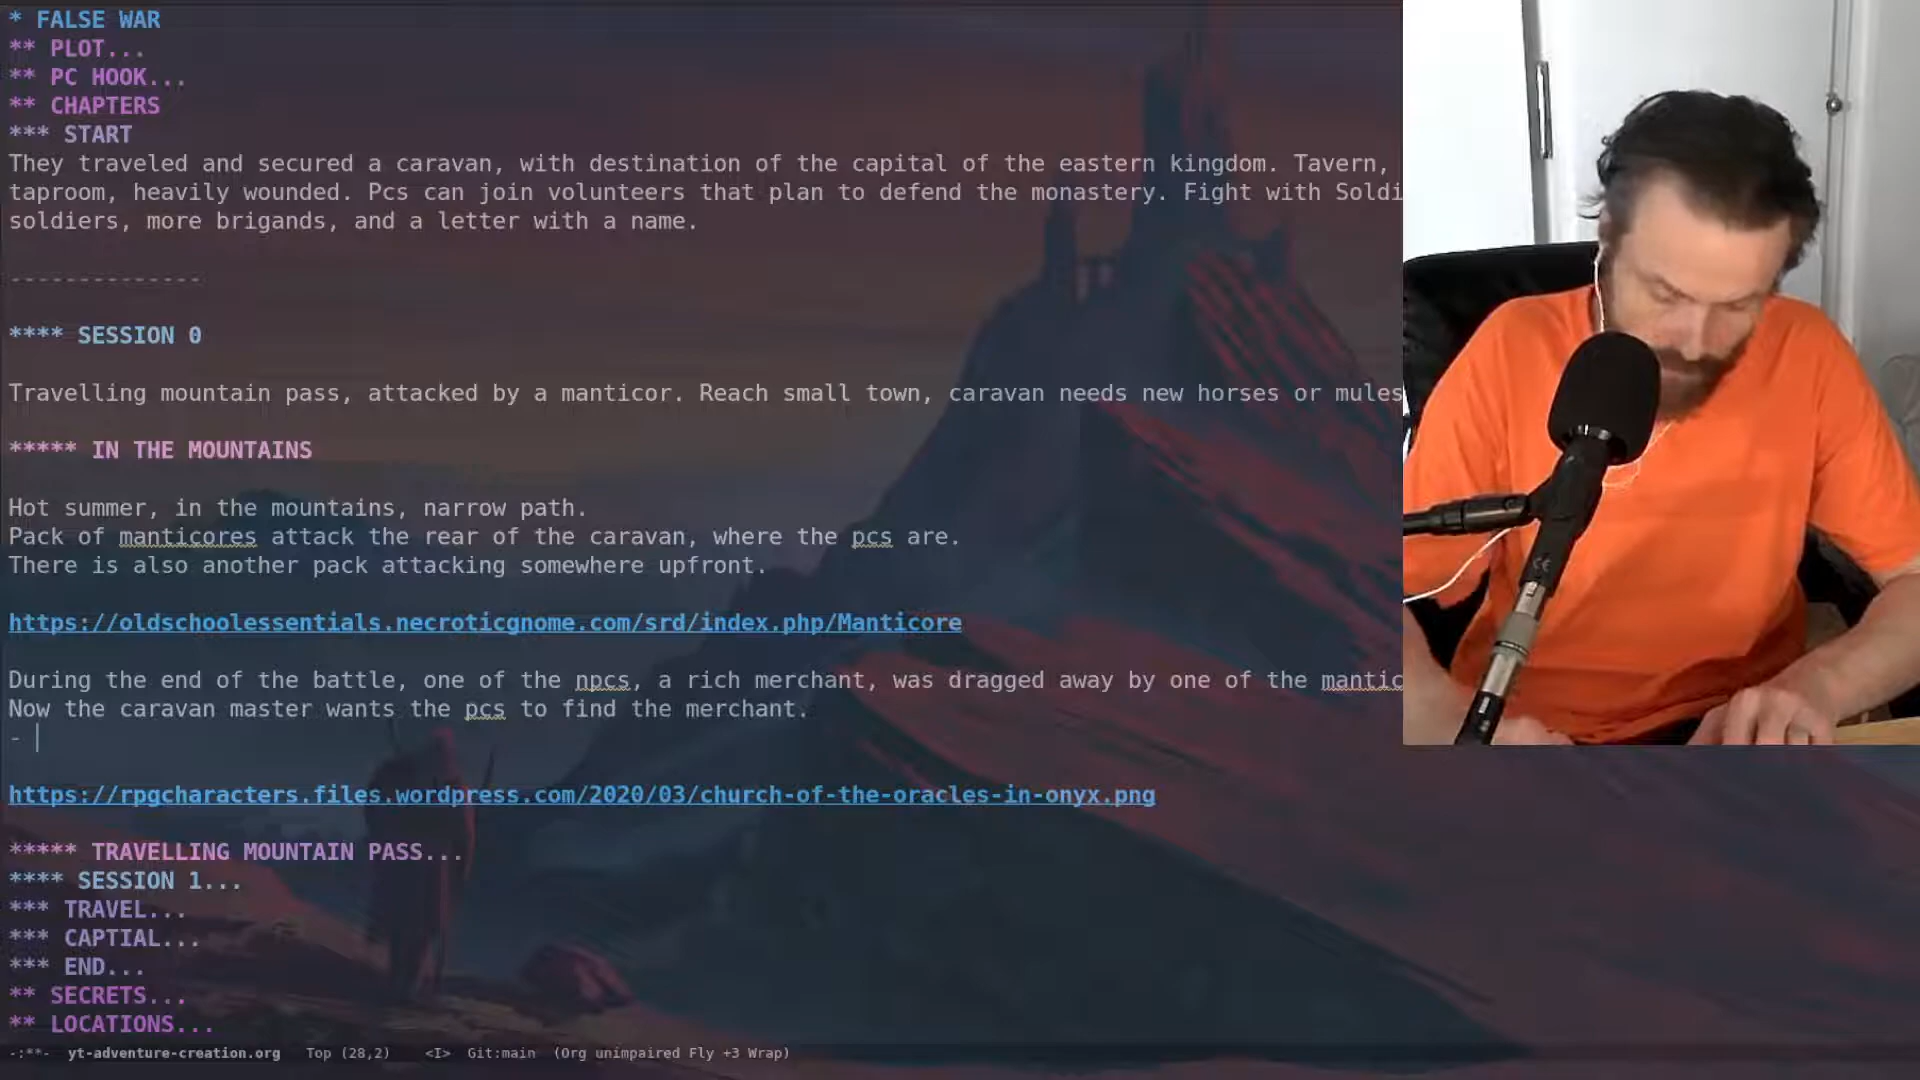 * FALSE WAR
** PLOT...
** PC HOOK...
** CHAPTERS
*** START
They traveled and secured a caravan, with destination of the capital of the eastern kingdom. Tavern,
taproom, heavily wounded. Pcs can join volunteers that plan to defend the monastery. Fight with Soldi
soldiers, more brigands, and a letter with a name.
--------------
**** SESSION 0
Travelling mountain pass, attacked by a manticor. Reach small town, caravan needs new horses or mules
***** IN THE MOUNTAINS
Hot summer, in the mountains, narrow path.
Pack of manticores attack the rear of the caravan, where the pcs are.
There is also another pack attacking somewhere upfront.
https://oldschoolessentials.necroticgnome.com/srd/index.php/Manticore
During the end of the battle, one of the npcs, a rich merchant, was dragged away by one of the mantic
Now the caravan master wants the pcs to find the merchant.
-
https://rpgcharacters.files.wordpress.com/2020/03/church-of-the-oracles-in-onyx.png
***** TRAVELLING MOUNTAIN PASS...
**** SESSION 1...
*** TRAVEL...
*** CAPTIAL...
*** END...
** SECRETS...
** LOCATIONS...
-:**- yt-adventure-creation.org Top (28,2) <I> Git:main (Org unimpaired Fly +3 Wrap)